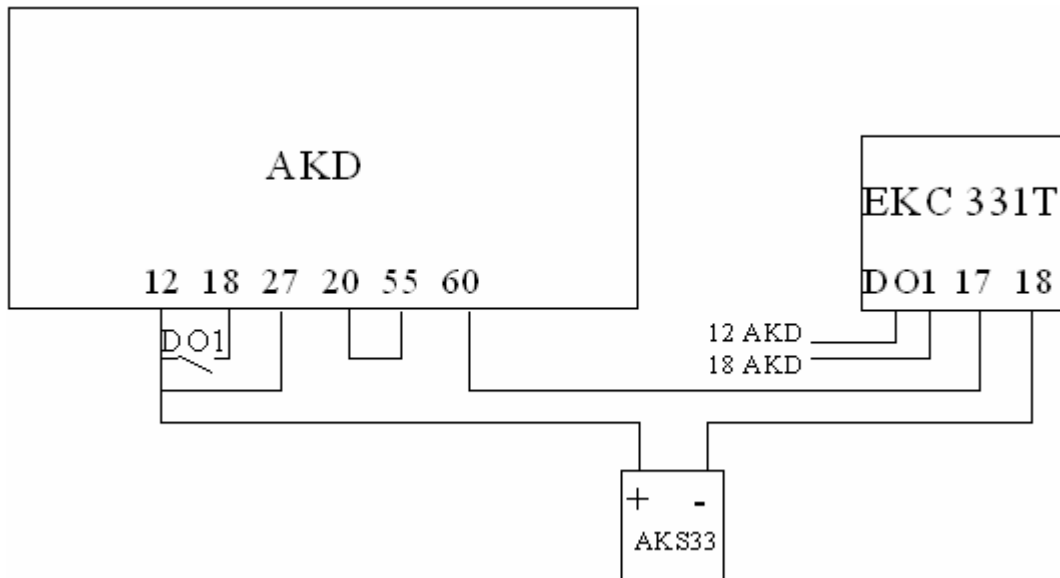 AKD
EKC 331T
12 18 27 20 55 60
DO1 17 18
DO1
12 AKD
18 AKD
+ -
AKS33